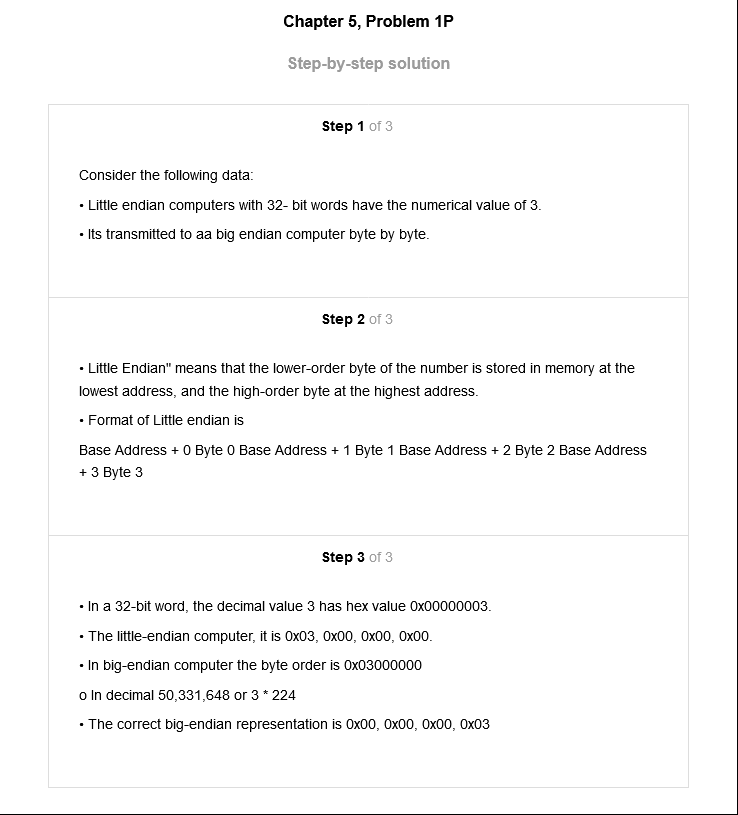 Chapter 5, Problem 1P
Step-by-step solution
Step 1 of 3
Consider the following data:
• Little endian computers with 32- bit words have the numerical value of 3.
• Its transmitted to aa big endian computer byte by byte.
Step 2 of 3
• Little Endian" means that the lower-order byte of the number is stored in memory at the
lowest address, and the high-order byte at the highest address.
• Format of Little endian is
Base Address + 0 Byte 0 Base Address + 1 Byte 1 Base Address + 2 Byte 2 Base Address
+ 3 Byte 3
Step 3 of 3
• In a 32-bit word, the decimal value 3 has hex value 0x00000003.
• The little-endian computer, it is 0x03, 0x00, 0x00, 0x00.
• In big-endian computer the byte order is 0x03000000
o In decimal 50,331,648 or 3 * 224
• The correct big-endian representation is 0x00, 0x00, 0x00, 0x03